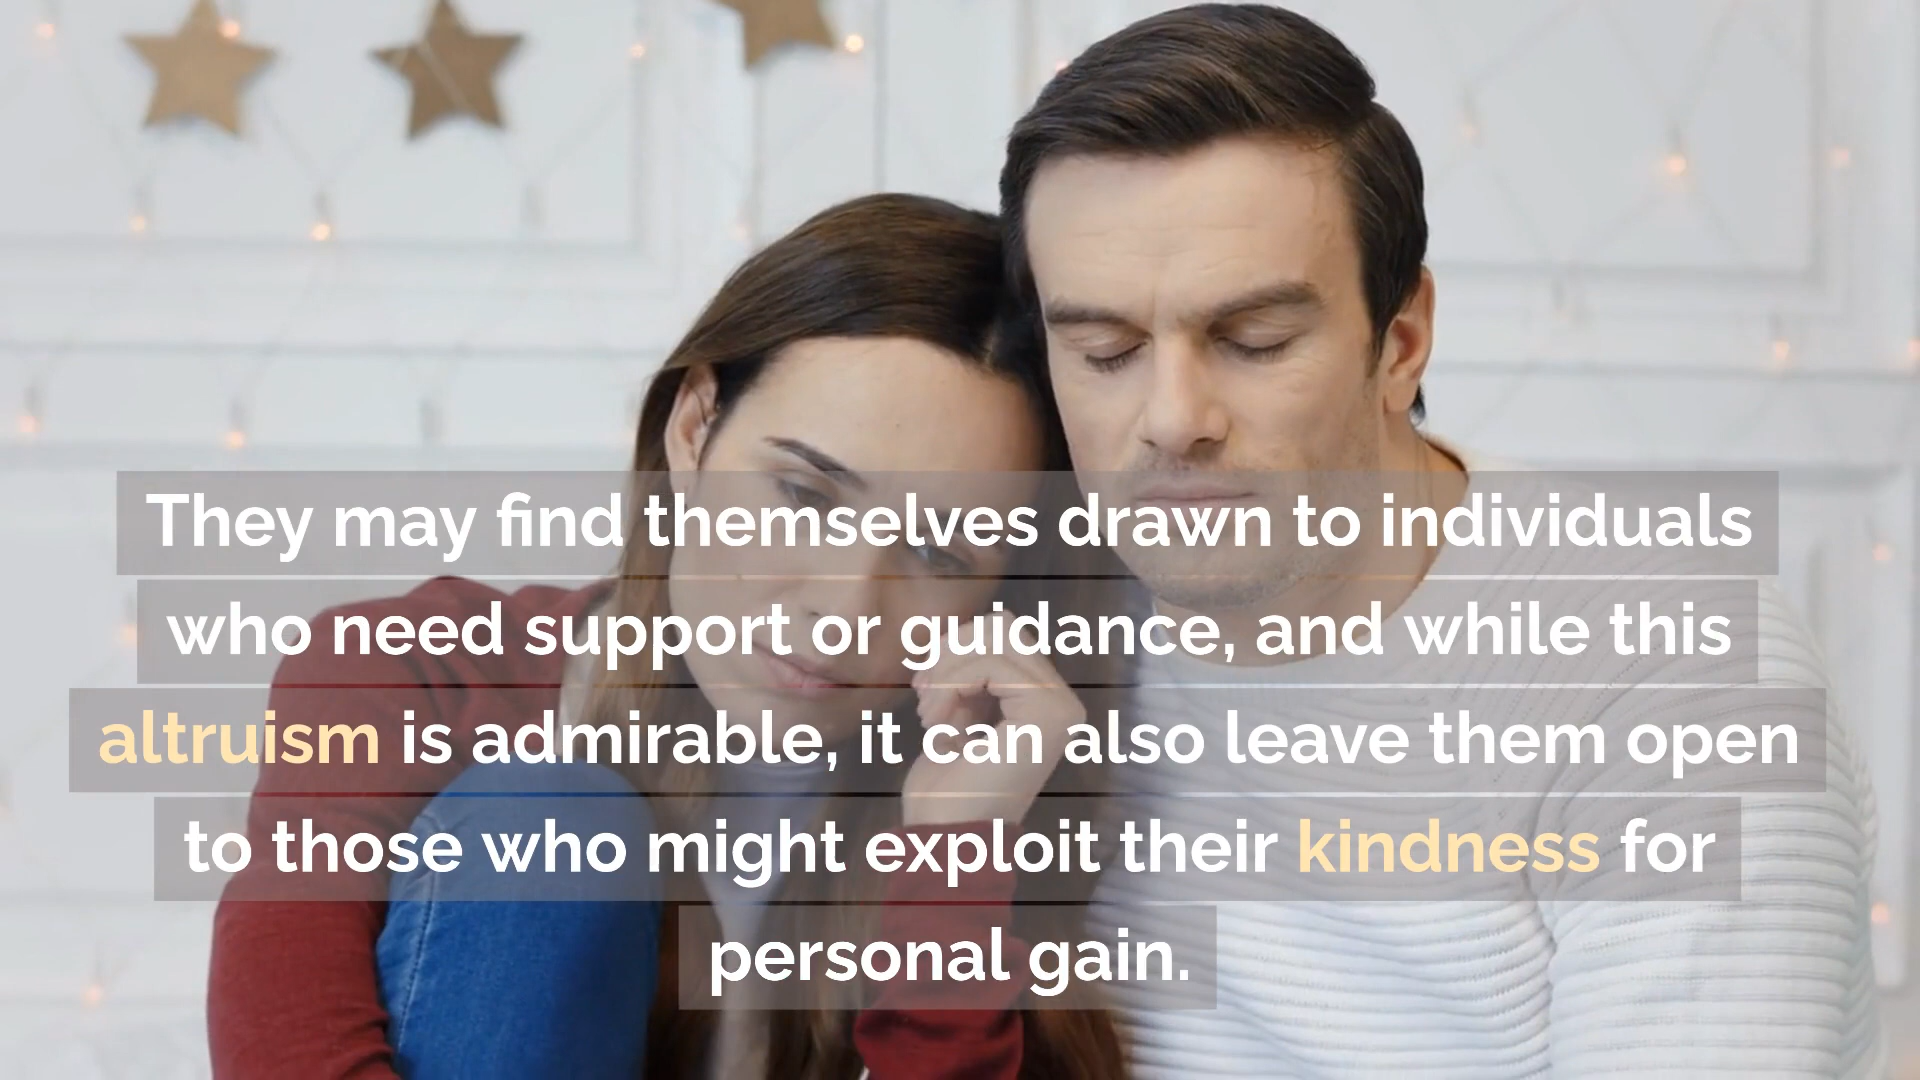 They may find themselves drawn to individuals
who need support or guidance, and while this
altruism is admirable, it can also leave them open
to those who might exploit their kindness for
personal gain.